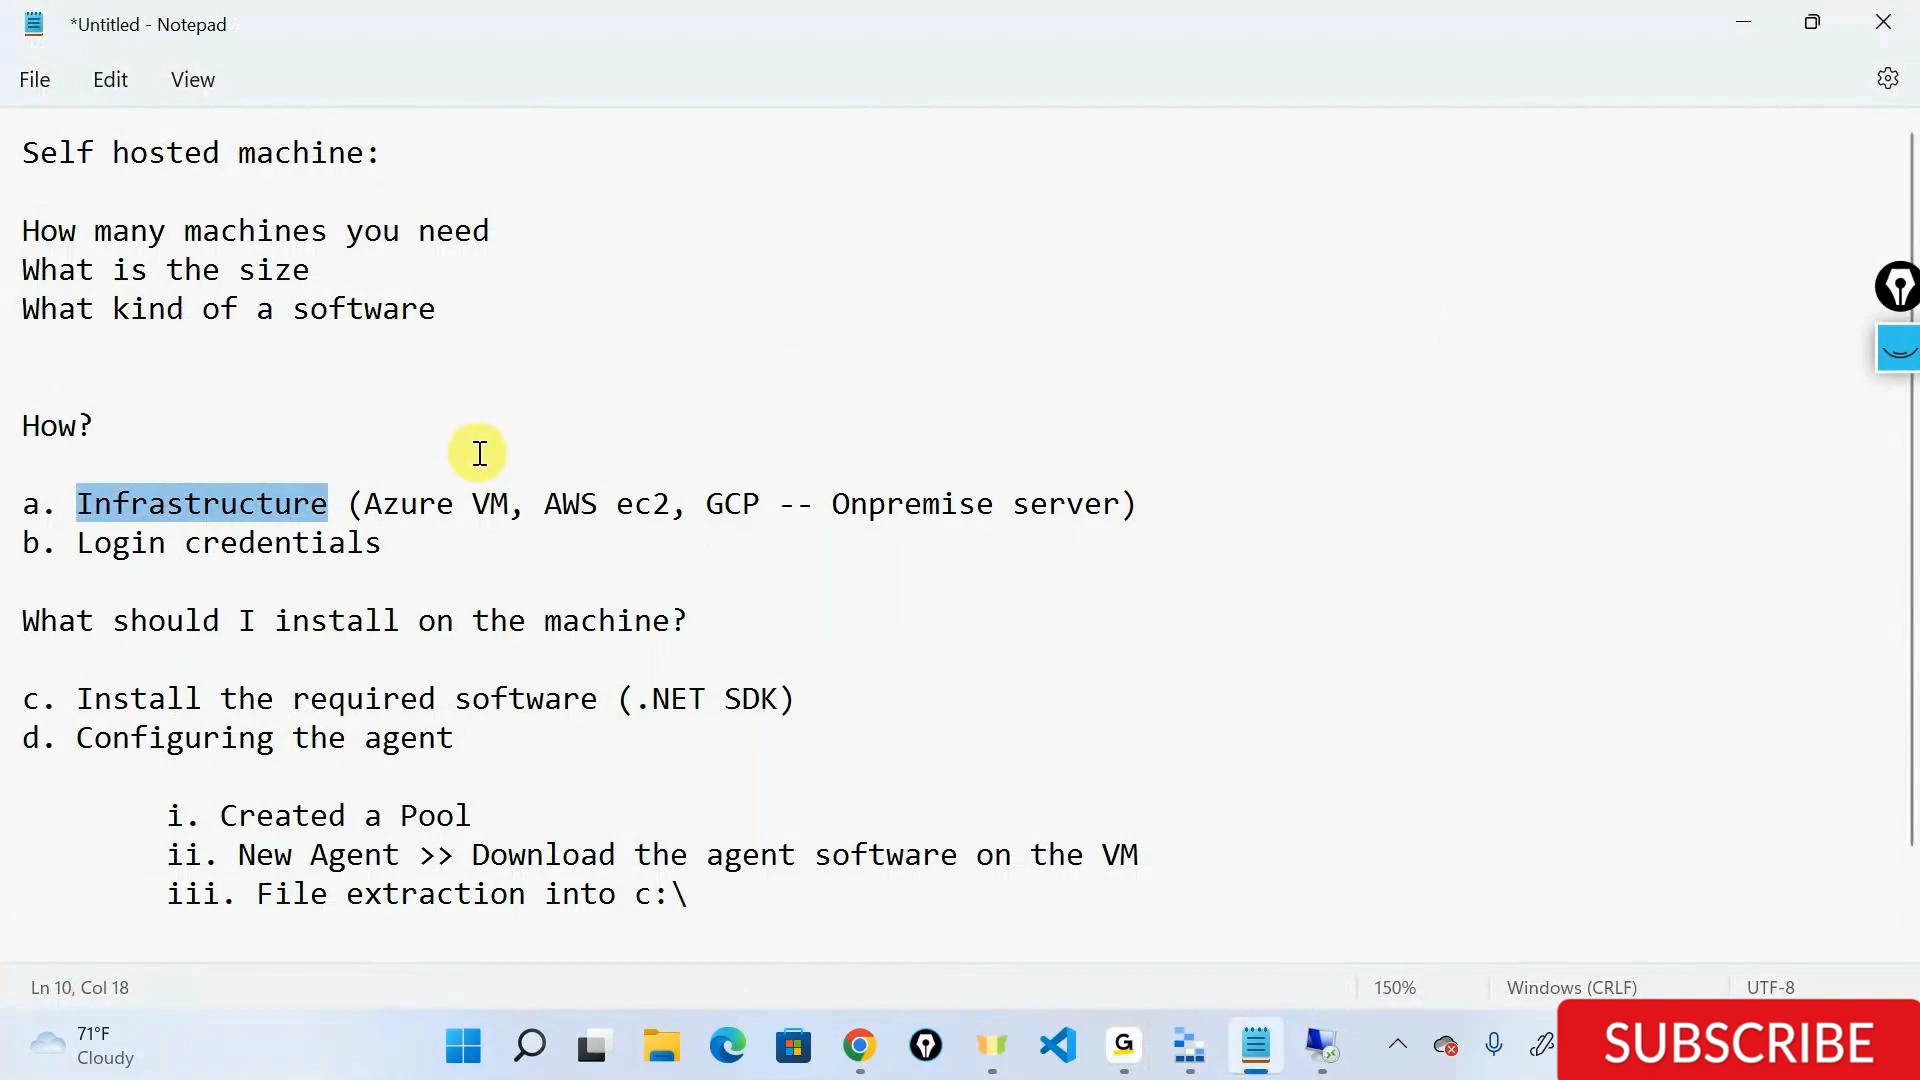 *Untitled - Notepad
File Edit View
Self hosted machine:
How many machines you need
What is the size
What kind of a software
How?
a. Infrastructure (Azure VM, AWS ec2, GCP -- Onpremise server)
b. Login credentials
What should I install on the machine?
c. Install the required software (.NET SDK)
d. Configuring the agent
i. Created a Pool
ii. New Agent >> Download the agent software on the VM
iii. File extraction into c:\
Ln 10, Col 18 150% Windows (CRLF) UTF-8
71°F
Cloudy
G
SUBSCRIBE